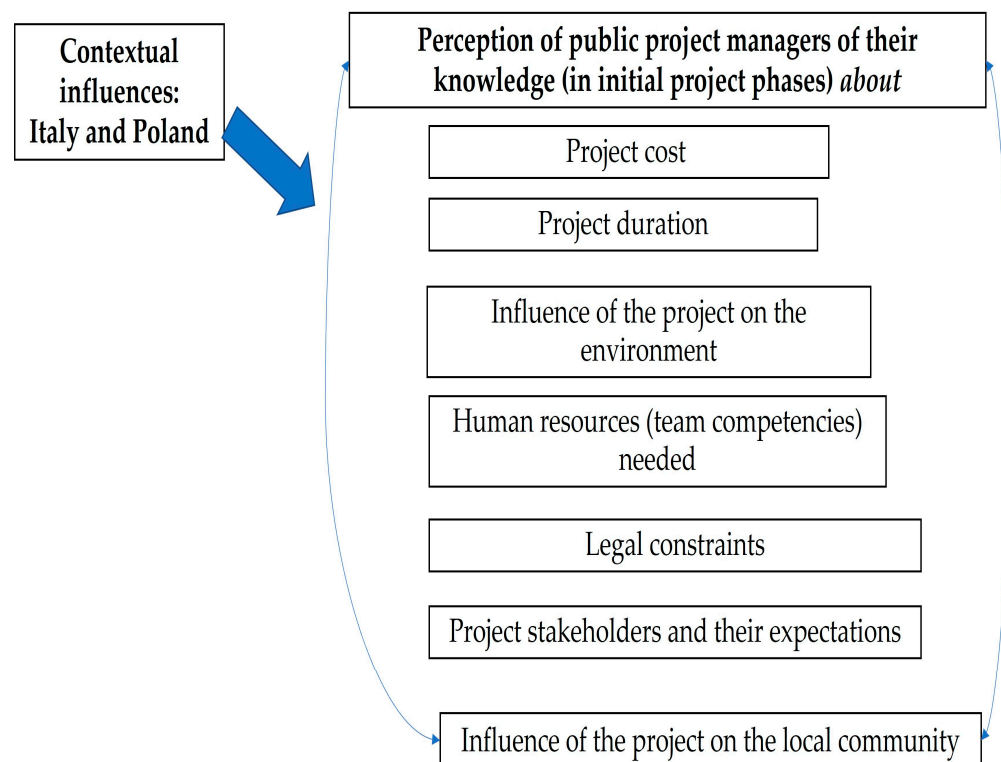 Contextual
influences:
Italy and Poland
Perception of public project managers of their
knowledge (in initial project phases) about
Project cost
Project duration
Influence of the project on the
environment
Human resources (team competencies)
needed
Legal constraints
Project stakeholders and their expectations
Influence of the project on the local community